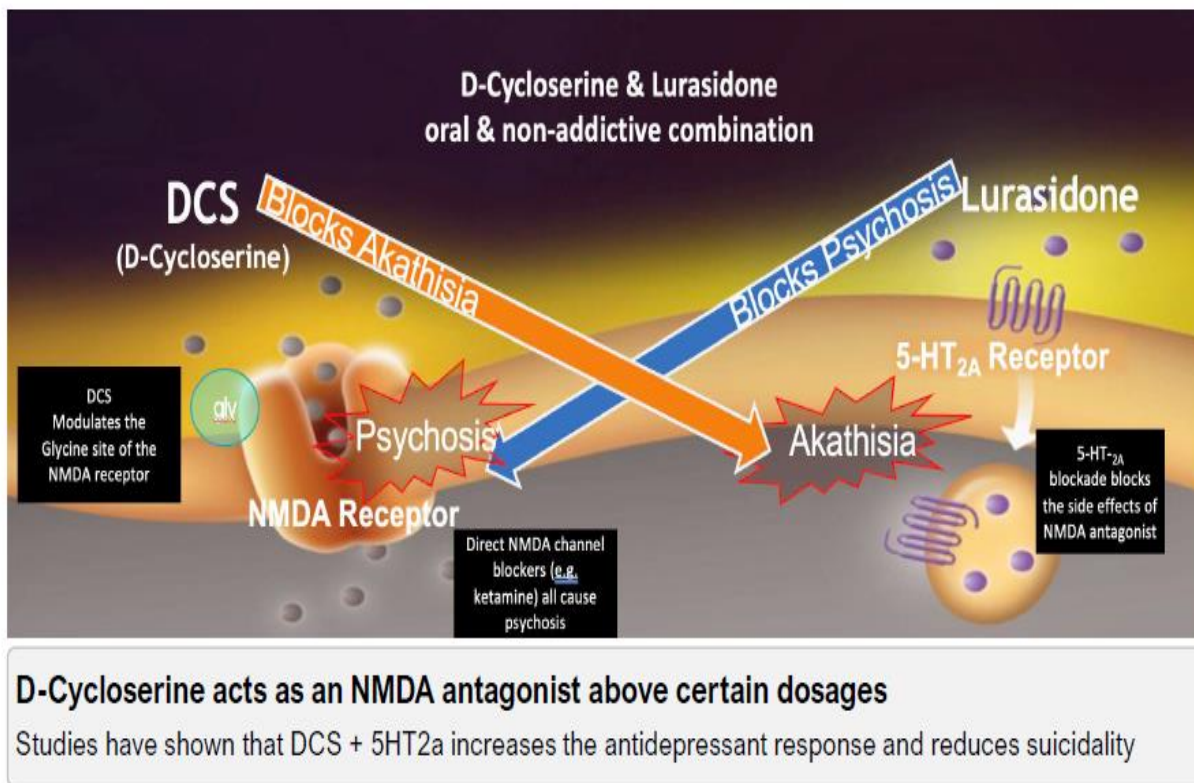 D-Cycloserine & Lurasidone
oral & non-addictive combination
DCS
(D-Cycloserine)
Blocks Akathisia
Blocks Psychosis
Lurasidone
5-HT2A Receptor
DCS
Modulates the
Glycine site of the
NMDA receptor
gly
Psychosis
Akathisia
NMDA Receptor
Direct NMDA channel
blockers (e.g.
ketamine) all cause
psychosis
5-HT-2A
blockade blocks
the side effects of
NMDA antagonist
D-Cycloserine acts as an NMDA antagonist above certain dosages
Studies have shown that DCS + 5HT2a increases the antidepressant response and reduces suicidality